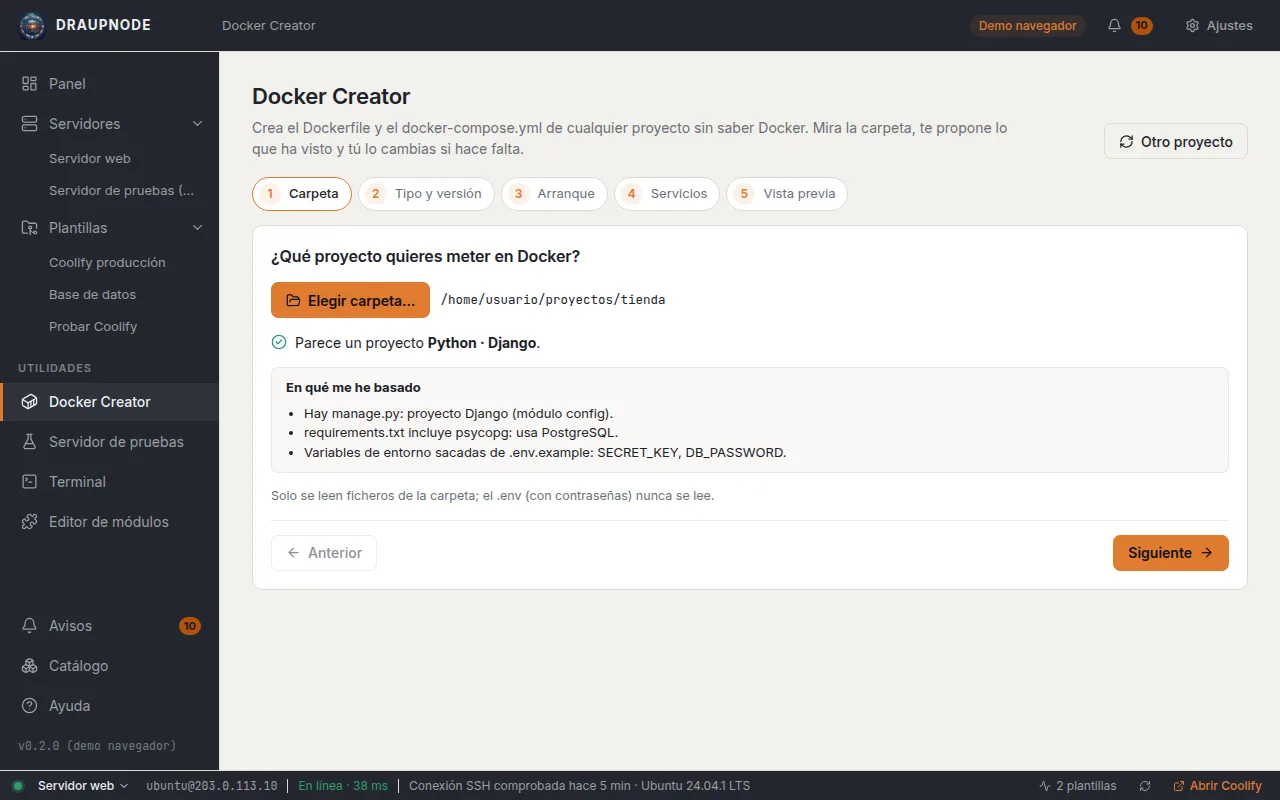 DRAUPNODE
Docker Creator
Demo navegador
10
Ajustes
Panel
Servidores
Servidor web
Servidor de pruebas (...
Plantillas
Coolify producción
Base de datos
Probar Coolify
UTILIDADES
Docker Creator
Servidor de pruebas
Terminal
Editor de módulos
Avisos
10
Catálogo
Ayuda
v0.2.0 (demo navegador)
Docker Creator
Crea el Dockerfile y el docker-compose.yml de cualquier proyecto sin saber Docker. Mira la carpeta, te propone lo
que ha visto y tú lo cambias si hace falta.
Otro proyecto
1 Carpeta
2 Tipo y versión
3 Arranque
4 Servicios
5 Vista previa
¿Qué proyecto quieres meter en Docker?
Elegir carpeta...
/home/usuario/proyectos/tienda
Parece un proyecto Python · Django.
En qué me he basado
• Hay manage.py: proyecto Django (módulo config).
• requirements.txt incluye psycopg: usa PostgreSQL.
• Variables de entorno sacadas de .env.example: SECRET_KEY, DB_PASSWORD.
Solo se leen ficheros de la carpeta; el .env (con contraseñas) nunca se lee.
← Anterior
Siguiente →
Servidor web
ubuntu@203.0.113.10
En línea · 38 ms
Conexión SSH comprobada hace 5 min · Ubuntu 24.04.1 LTS
2 plantillas
Abrir Coolify